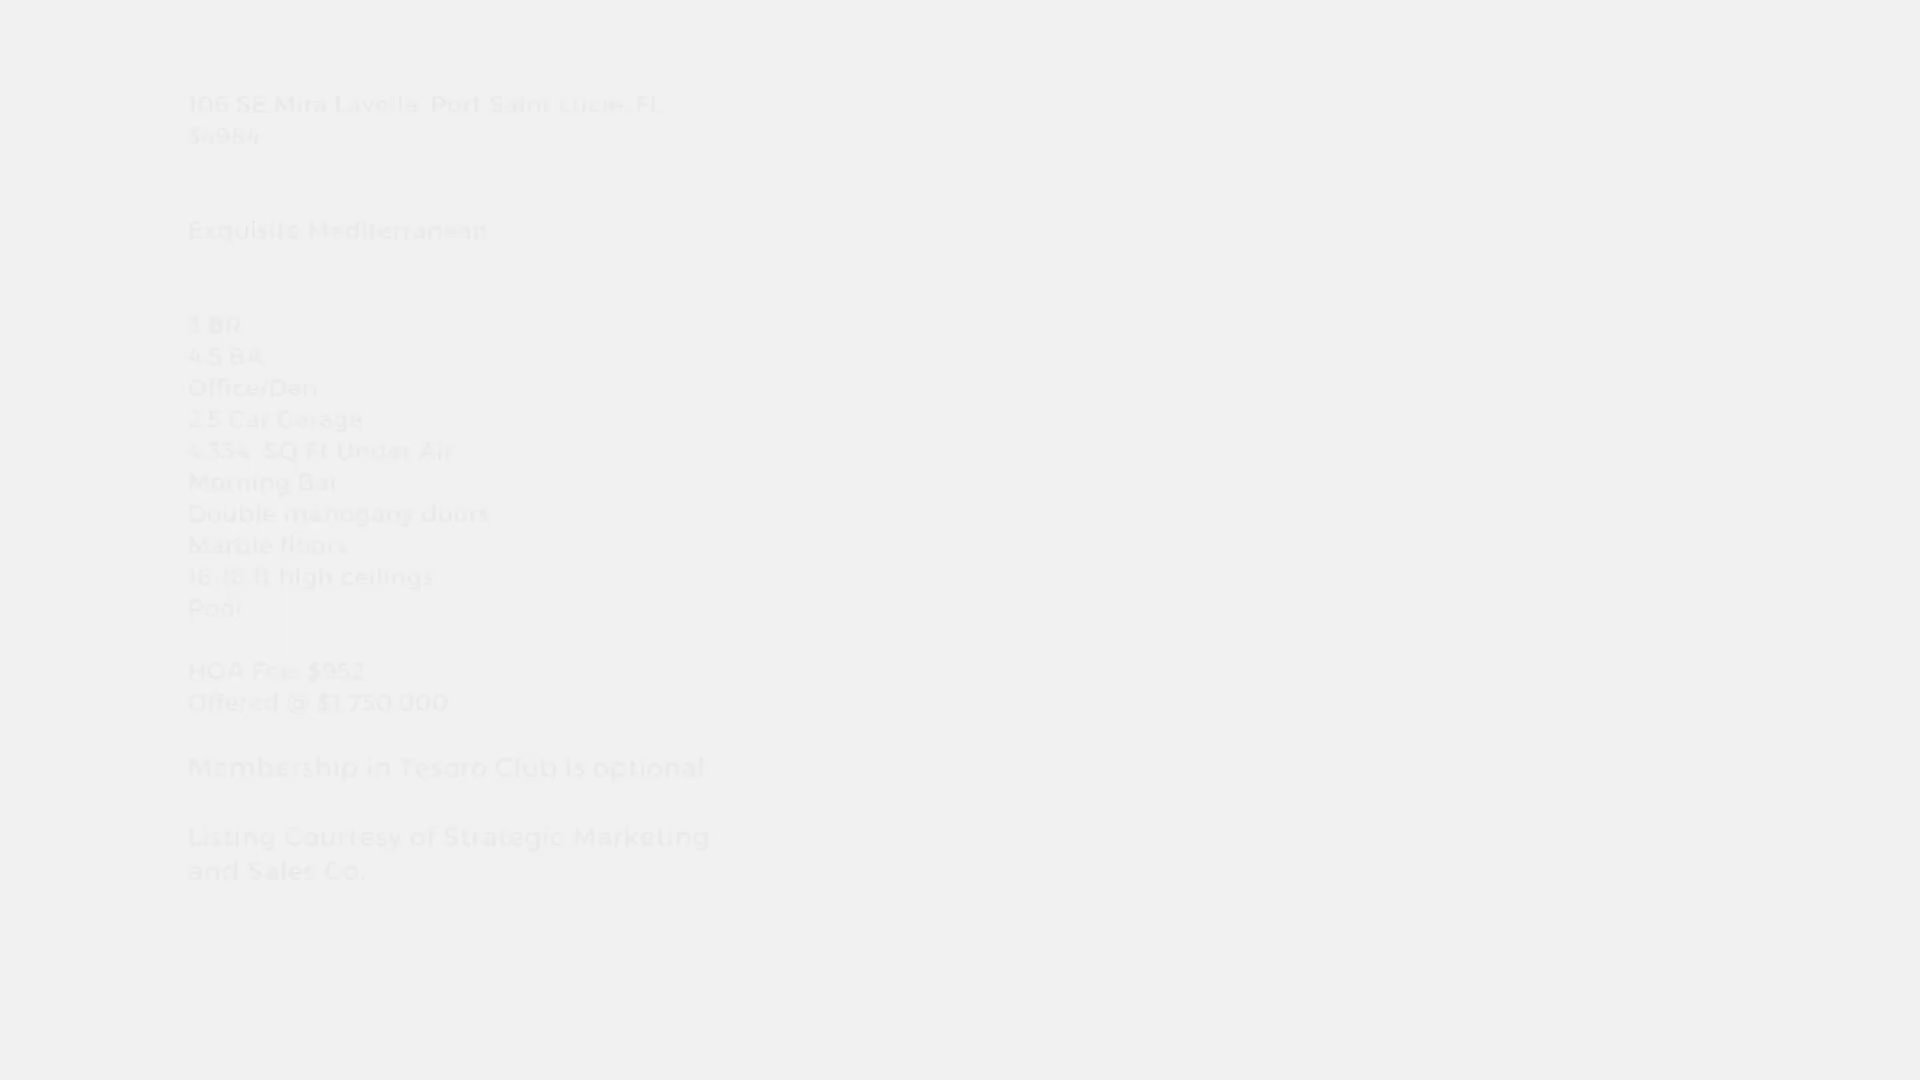 106 SE Mira Lavelle, Port Saint Lucie, FL
34984
Exquisite Mediterranean
3 BR
4.5 BA
Office/Den
2.5 Car Garage
4,334 SQ Ft Under Air
Morning Bar
Double mahogany doors
Marble floors
ft high ceilings
Pool
HOA Fee: $952
Offered @ $1,750,000
Membership in Tesoro Club is optional
Listing Courtesy of Strategic Marketing
and Sales Co.